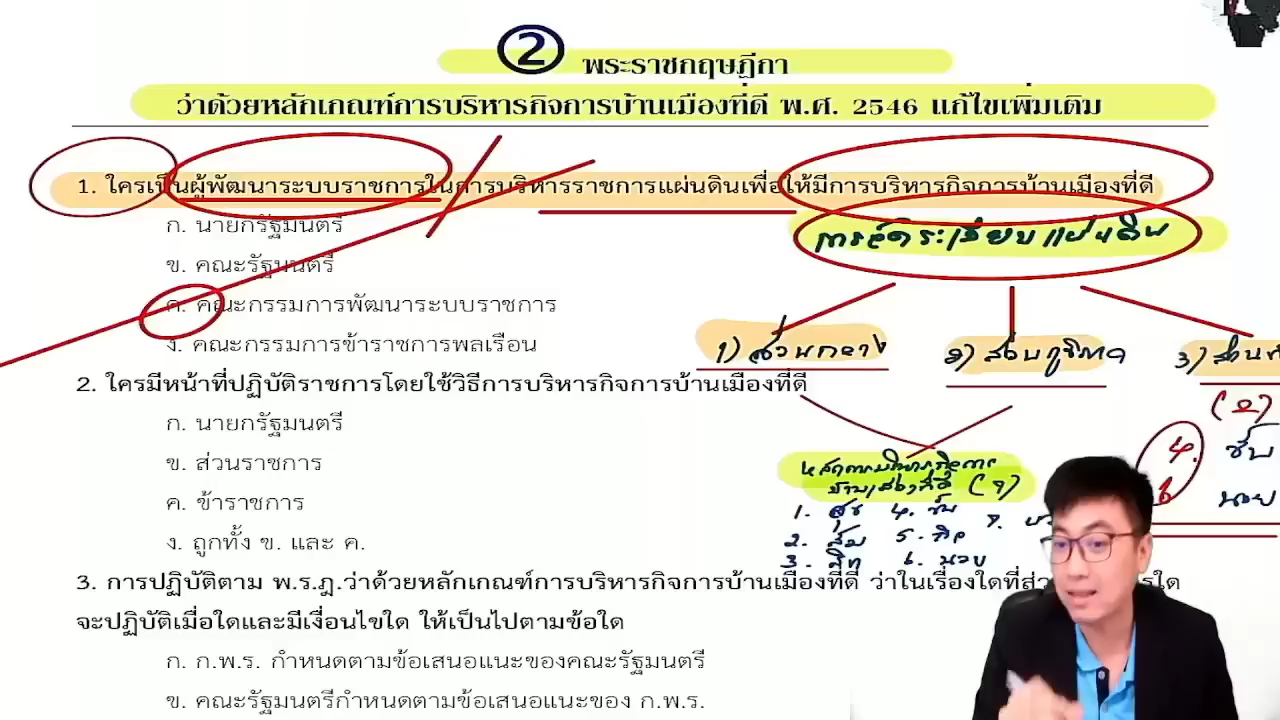 2
พระราชกฤษฎีกา
ว่าด้วยหลักเกณฑ์การบริหารกิจการบ้านเมืองที่ดี พ.ศ. 2546 แก้ไขเพิ่มเติม
1. ใครเป็นผู้พัฒนาระบบราชการในการบริหารราชการแผ่นดินเพื่อให้มีการบริหารกิจการบ้านเมืองที่ดี
ก. นายกรัฐมนตรี
การจัดระเบียบแผ่นดิน
ข. คณะรัฐมนตรี
ค. คณะกรรมการพัฒนาระบบราชการ
ง. คณะกรรมการข้าราชการพลเรือน
1) ส่วนกลาง
2) ส่วนภูมิภาค
3) ส่วน
2. ใครมีหน้าที่ปฏิบัติราชการโดยใช้วิธีการบริหารกิจการบ้านเมืองที่ดี
ก. นายกรัฐมนตรี
ข. ส่วนราชการ
ค. ข้าราชการ
ง. ถูกทั้ง ข. และ ค.
(2)
4.
1.
2.
3.
4.
5.
6.
7.
3. การปฏิบัติตาม พ.ร.ฎ.ว่าด้วยหลักเกณฑ์การบริหารกิจการบ้านเมืองที่ดี ว่าในเรื่องใดที่
จะปฏิบัติเมื่อใดและมีเงื่อนไขใด ให้เป็นไปตามข้อใด
ก. ก.พ.ร. กำหนดตามข้อเสนอแนะของคณะรัฐมนตรี
ข. คณะรัฐมนตรีกำหนดตามข้อเสนอแนะของ ก.พ.ร.